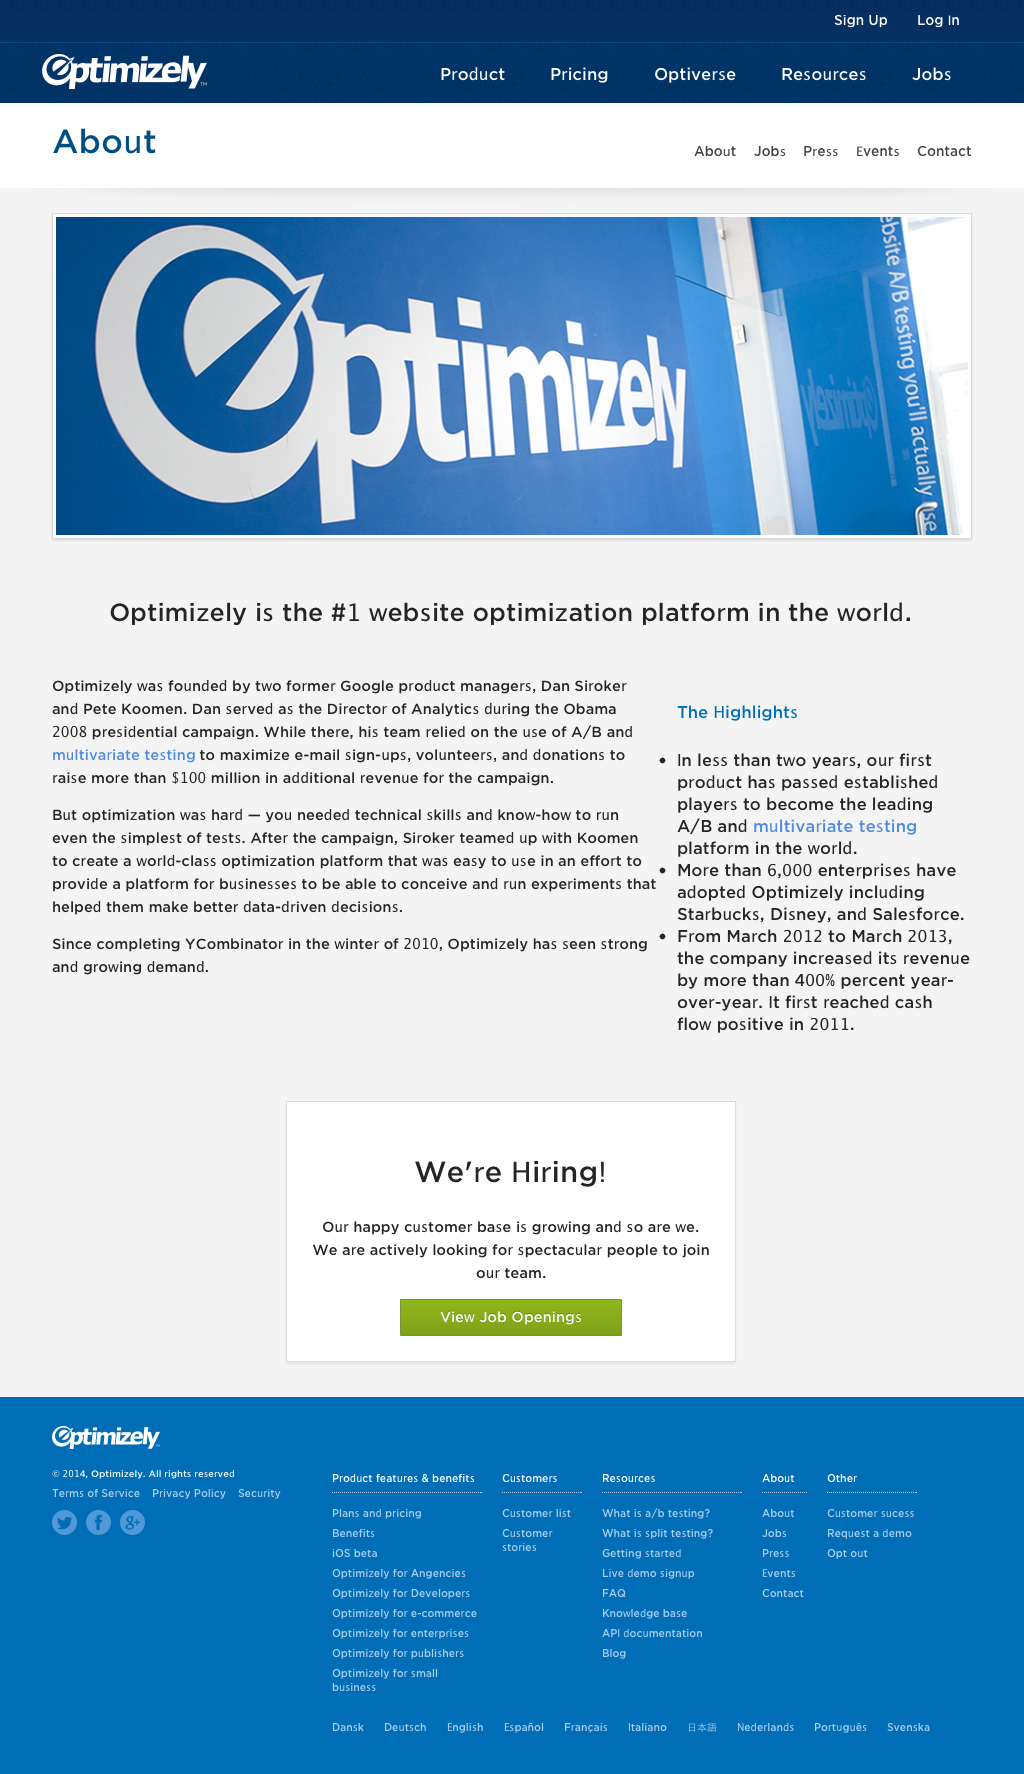 Sign Up Log In
Optimizely Product Pricing Optiverse Resources Jobs
About
About Jobs Press Events Contact
Optimizely
Optimizely
ebsite A/B testing you'll actually use
Optimizely is the #1 website optimization platform in the world.
Optimizely was founded by two former Google product managers, Dan Siroker
and Pete Koomen. Dan served as the Director of Analytics during the Obama
2008 presidential campaign. While there, his team relied on the use of A/B and
multivariate testing to maximize e-mail sign-ups, volunteers, and donations to
raise more than $100 million in additional revenue for the campaign.
But optimization was hard — you needed technical skills and know-how to run
even the simplest of tests. After the campaign, Siroker teamed up with Koomen
to create a world-class optimization platform that was easy to use in an effort to
provide a platform for businesses to be able to conceive and run experiments that
helped them make better data-driven decisions.
Since completing YCombinator in the winter of 2010, Optimizely has seen strong
and growing demand.
The Highlights
• In less than two years, our first
product has passed established
players to become the leading
A/B and multivariate testing
platform in the world.
• More than 6,000 enterprises have
adopted Optimizely including
Starbucks, Disney, and Salesforce.
• From March 2012 to March 2013,
the company increased its revenue
by more than 400% percent year-
over-year. It first reached cash
flow positive in 2011.
We're Hiring!
Our happy customer base is growing and so are we.
We are actively looking for spectacular people to join
our team.
View Job Openings
Optimizely
© 2014, Optimizely. All rights reserved
Terms of Service Privacy Policy Security
Product features & benefits
Plans and pricing
Benefits
iOS beta
Optimizely for Angencies
Optimizely for Developers
Optimizely for e-commerce
Optimizely for enterprises
Optimizely for publishers
Optimizely for small
business
Customers
Customer list
Customer
stories
Resources
What is a/b testing?
What is split testing?
Getting started
Live demo signup
FAQ
Knowledge base
API documentation
Blog
About
About
Jobs
Press
Events
Contact
Other
Customer sucess
Request a demo
Opt out
Dansk Deutsch English Español Français Italiano 日本語 Nederlands Português Svenska